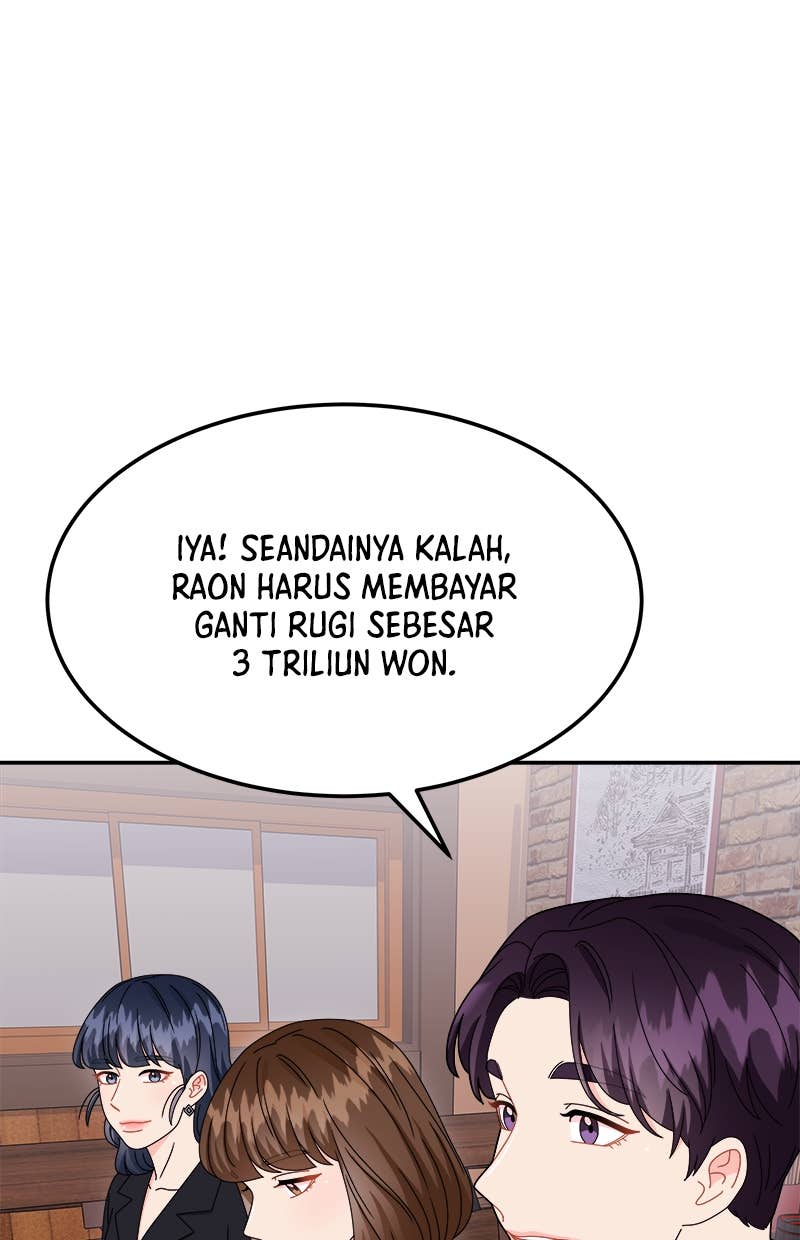 IYA! SEANDAINYA KALAH,
RAON HARUS MEMBAYAR
GANTI RUGI SEBESAR
3 TRILIUN WON.